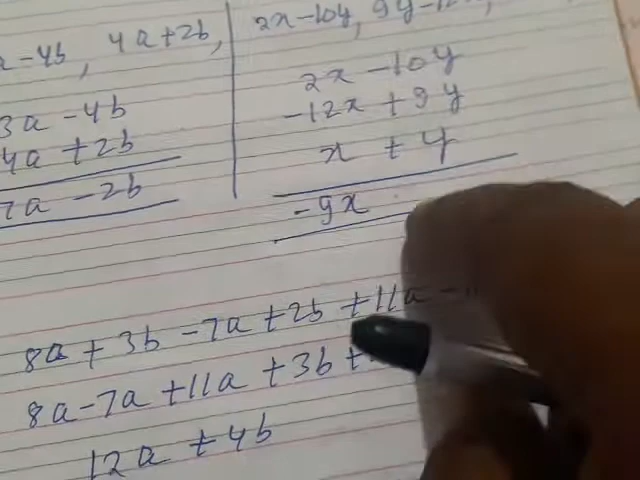 a-4b, 4a+2b,
3a -4b
4a +2b
7a -2b
2x-10y, 9y-12x,
2x -10y
-12x + 9y
x + y
-9x
8a + 3b -7a +2b +11a -
8a-7a +11a +3b +
12a +4b